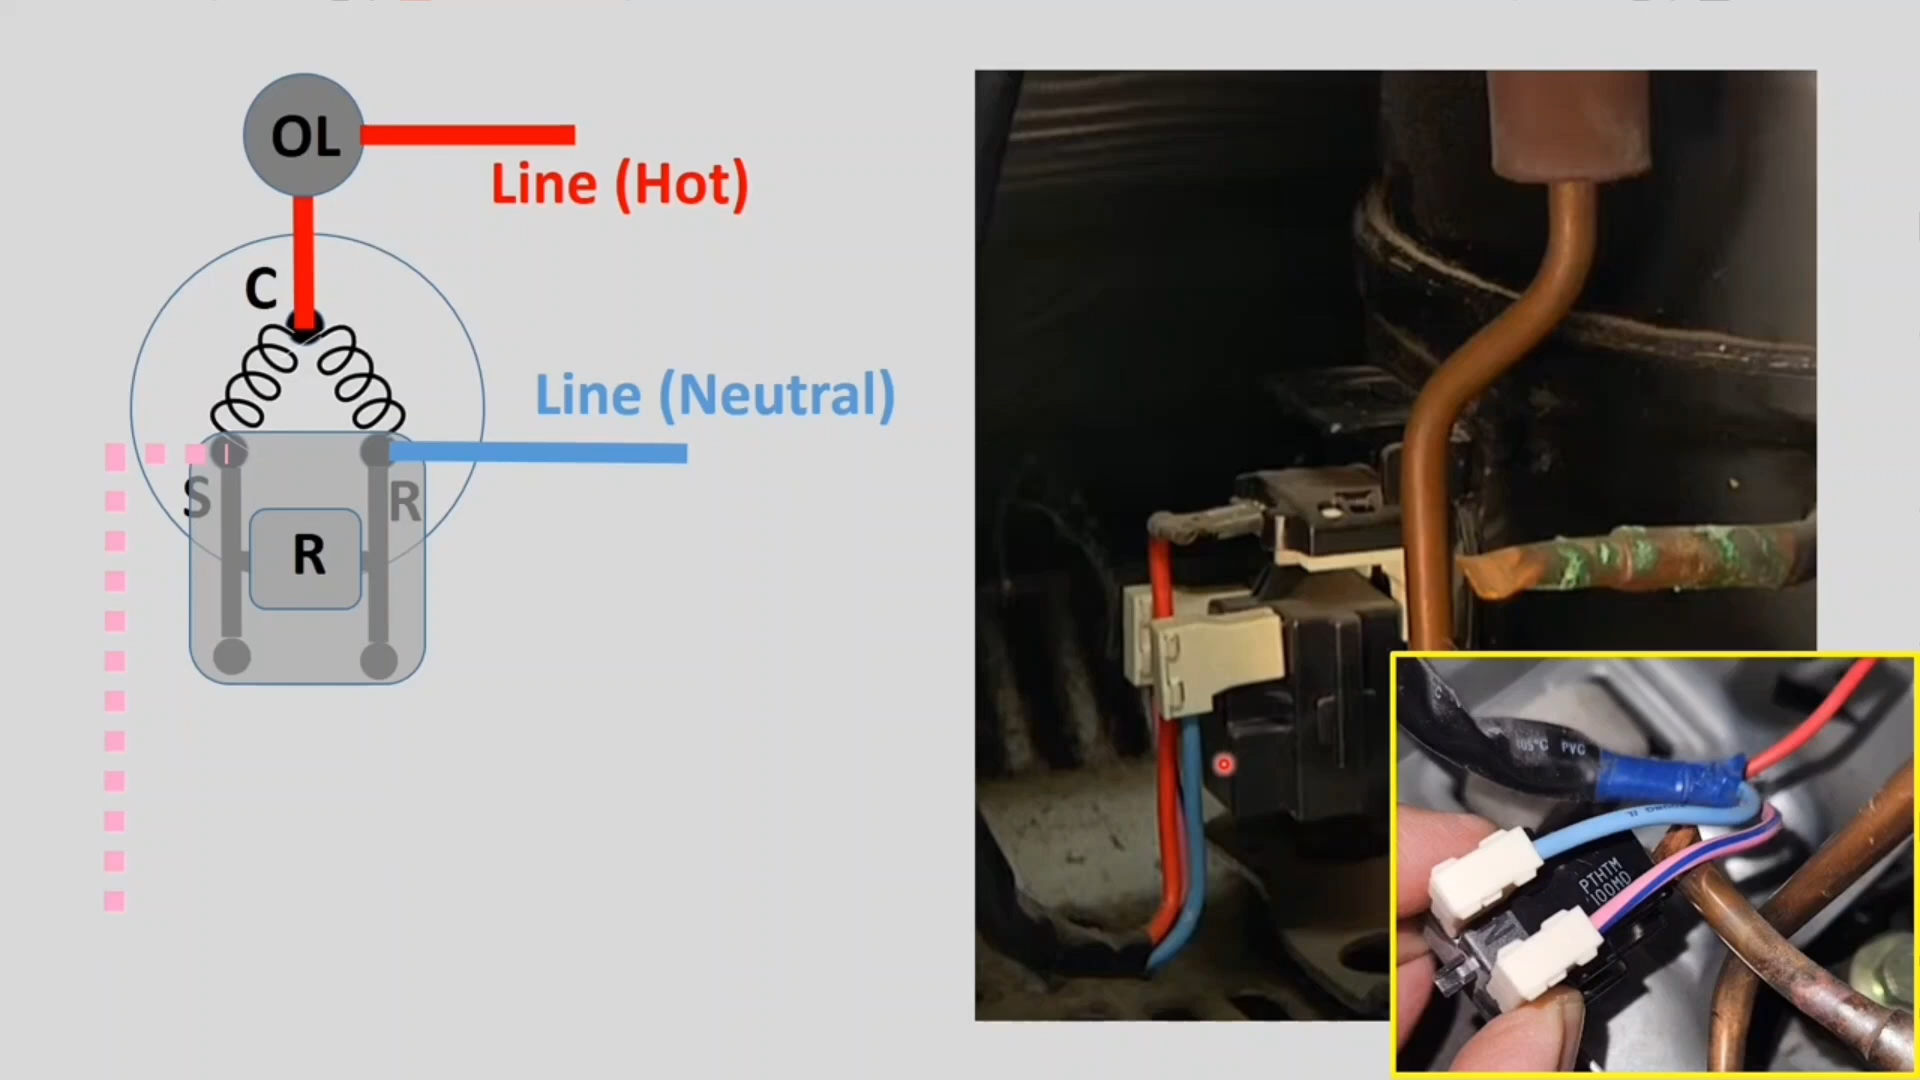 OL
Line (Hot)
C
Line (Neutral)
S
R
R
105°C PVC
PTHTM
100MD